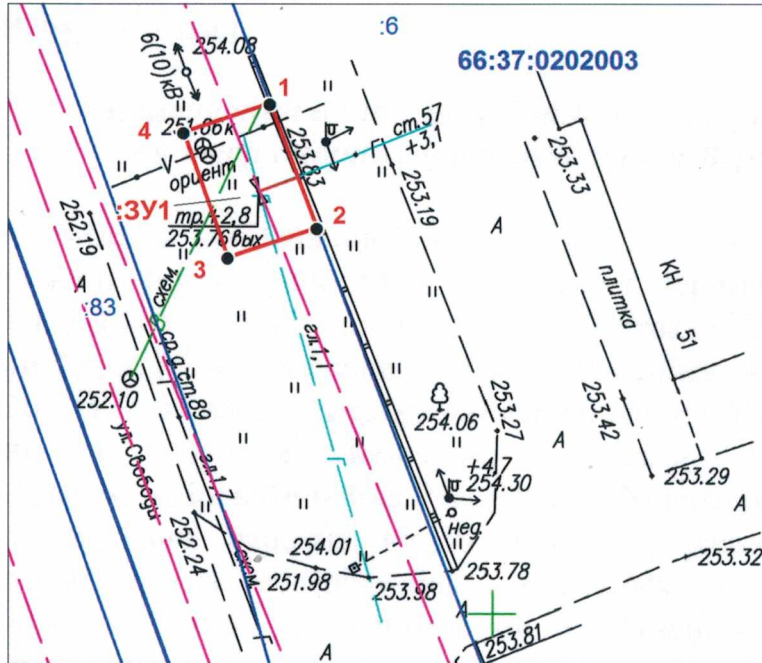 :6
66:37:0202003
6(10)кВ
254.08
1
4
ст.57
+3,1
V
ориент
253.83
253.19
253.33
А
:ЗУ1
тр.+2,8
253.76вых
2
3
252.19
А
:83
схем.
плитка
КН
51
ср.д.ст.89
гл.1,1
252.10
ул.Свободы
гл.1,7
254.06
253.27
А
253.42
253.29
+4,7
254.30
А
нед.
252.24
254.01
251.98
253.98
253.78
253.32
схем.
А
253.81
А